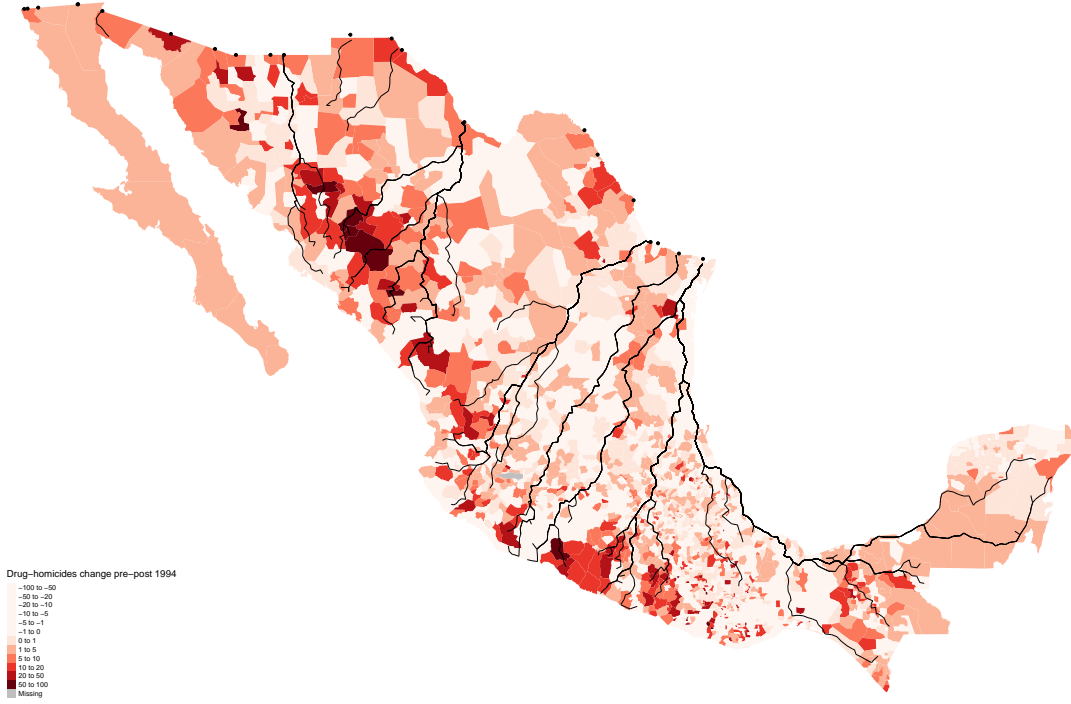 Drug−homicides change pre−post 1994
−100 to −50
−50 to −20
−20 to −10
−10 to −5
−5 to −1
−1 to 0
0 to 1
1 to 5
5 to 10
10 to 20
20 to 50
50 to 100
Missing